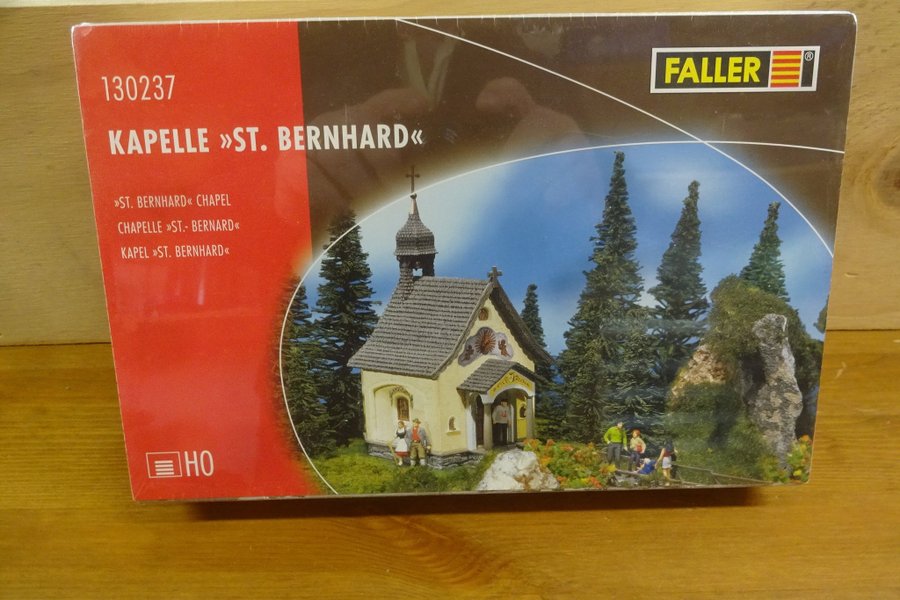 130237
KAPELLE »ST. BERNHARD«
»ST. BERNHARD« CHAPEL
CHAPELLE »ST.- BERNARD«
KAPEL »ST. BERNHARD«
FALLER ®
H0